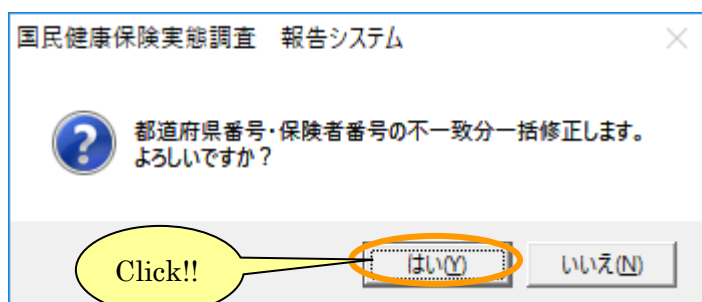 国民健康保険実態調査　報告システム
都道府県番号・保険者番号の不一致分一括修正します。
よろしいですか？
Click!!
はい(Y)
いいえ(N)